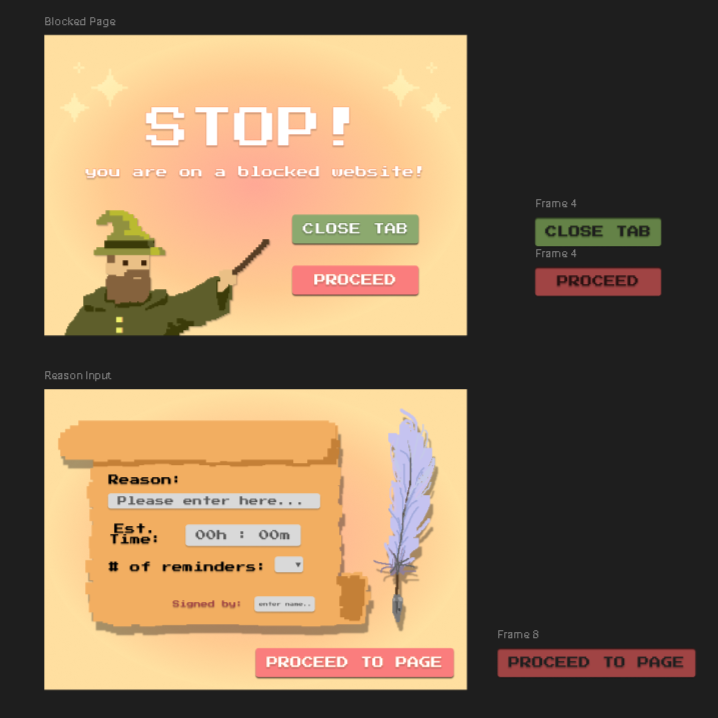 Blocked Page
STOP!
you are on a blocked website!
CLOSE TAB
PROCEED
Frame 4
CLOSE TAB
Frame 4
PROCEED
Reason Input
Reason:
Please enter here...
Est.
Time:
00h : 00m
# of reminders:
Signed by:
enter name..
PROCEED TO PAGE
Frame 8
PROCEED TO PAGE